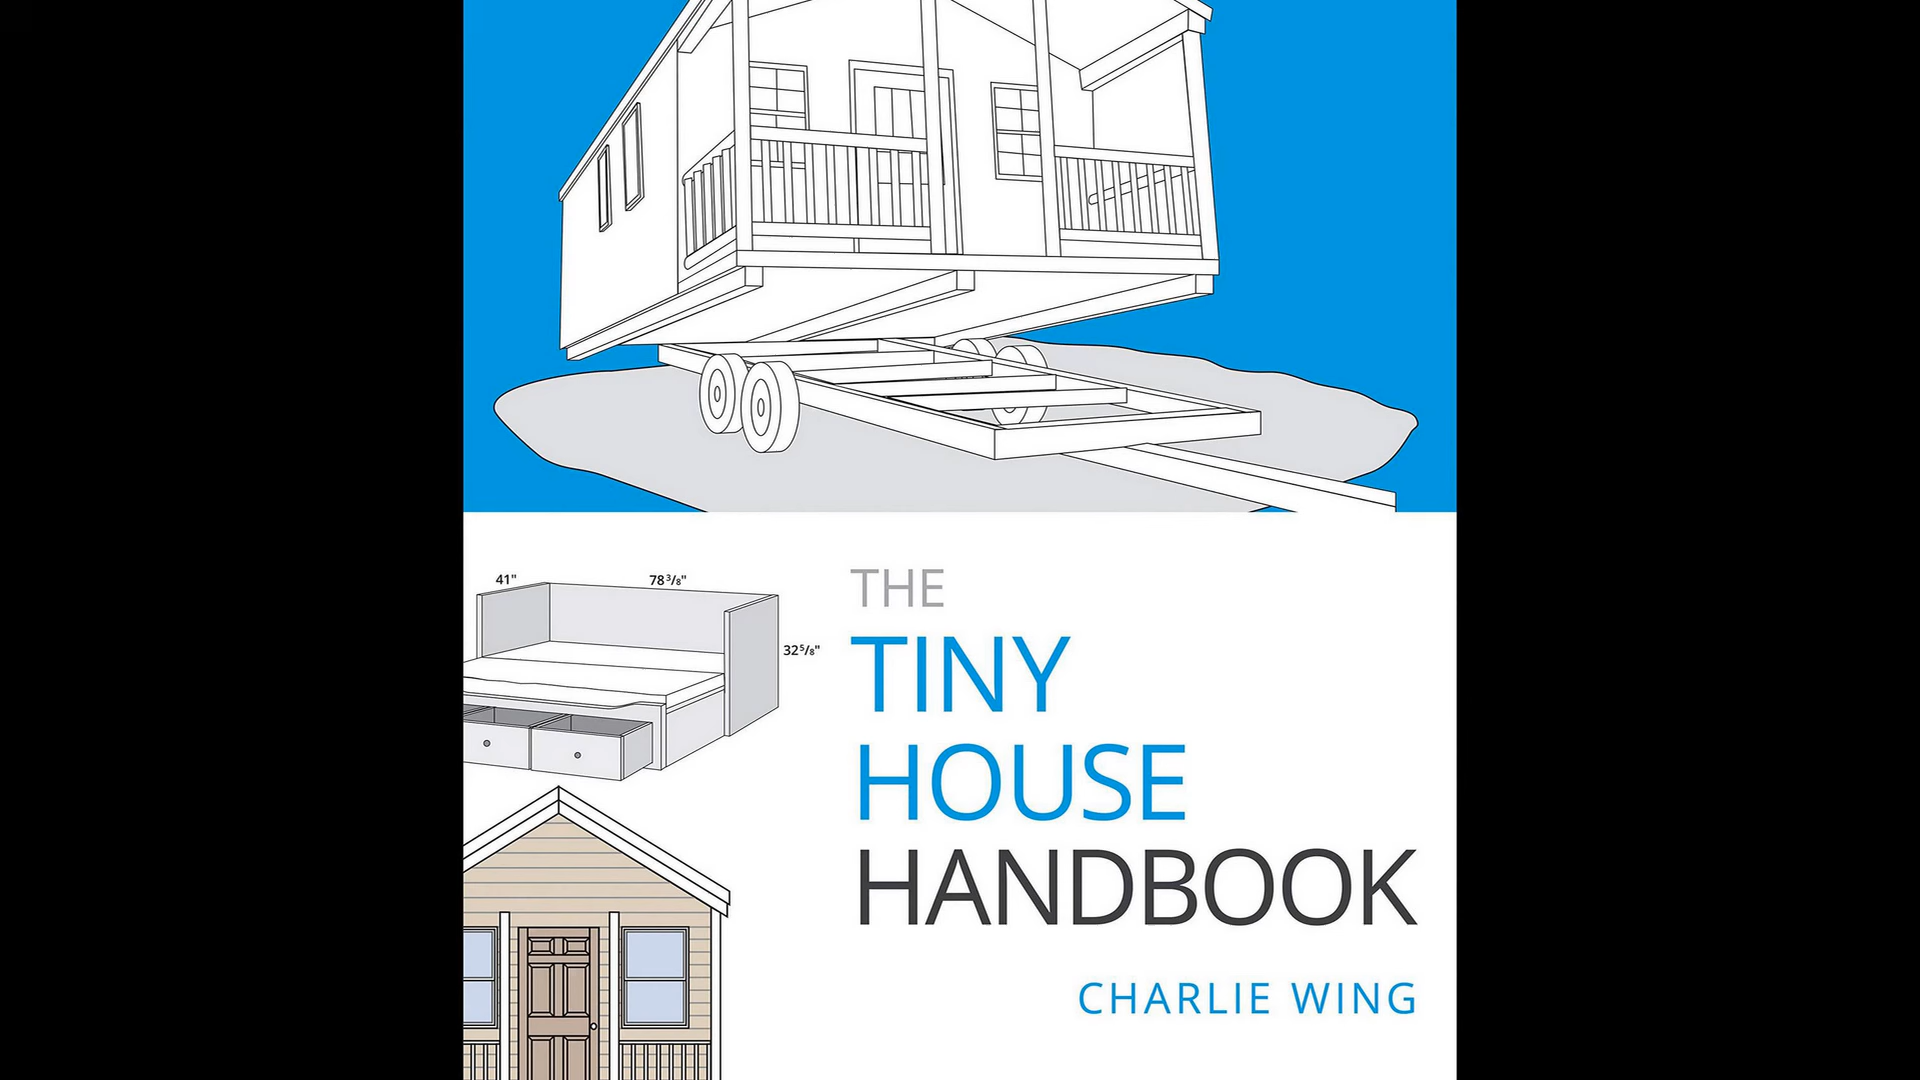 41" 78 3/8"
32 5/8"
THE
TINY
HOUSE
HANDBOOK
CHARLIE WING